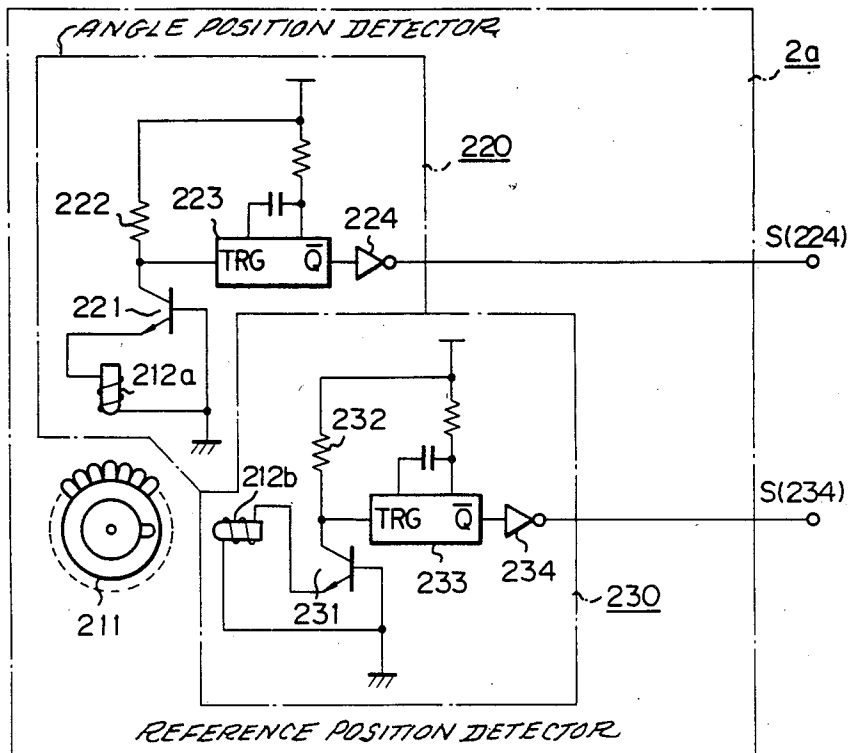 ANGLE POSITION DETECTOR
2a
220
222
223
224
S(224)
TRG Q̅
221
212a
232
212b
S(234)
TRG Q̅
231
233
234
230
211
REFERENCE POSITION DETECTOR